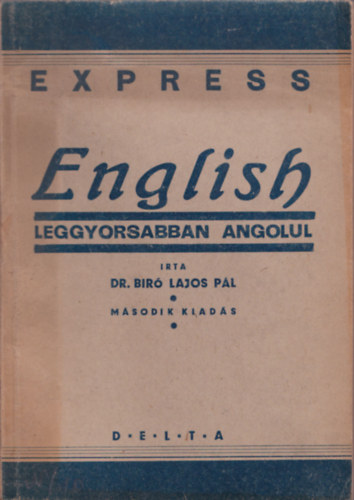 EXPRESS
English
LEGGYORSABBAN ANGOLUL
IRTA
DR. BIRÓ LAJOS PÁL
MÁSODIK KIADÁS
D·E·L·T·A